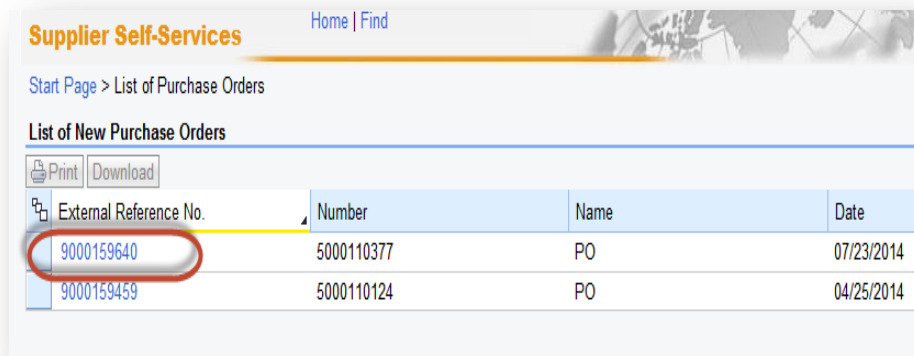 Supplier Self-Services
Home | Find
Start Page > List of Purchase Orders
List of New Purchase Orders
Print Download
External Reference No. Number Name Date
9000159640 5000110377 PO 07/23/2014
9000159459 5000110124 PO 04/25/2014